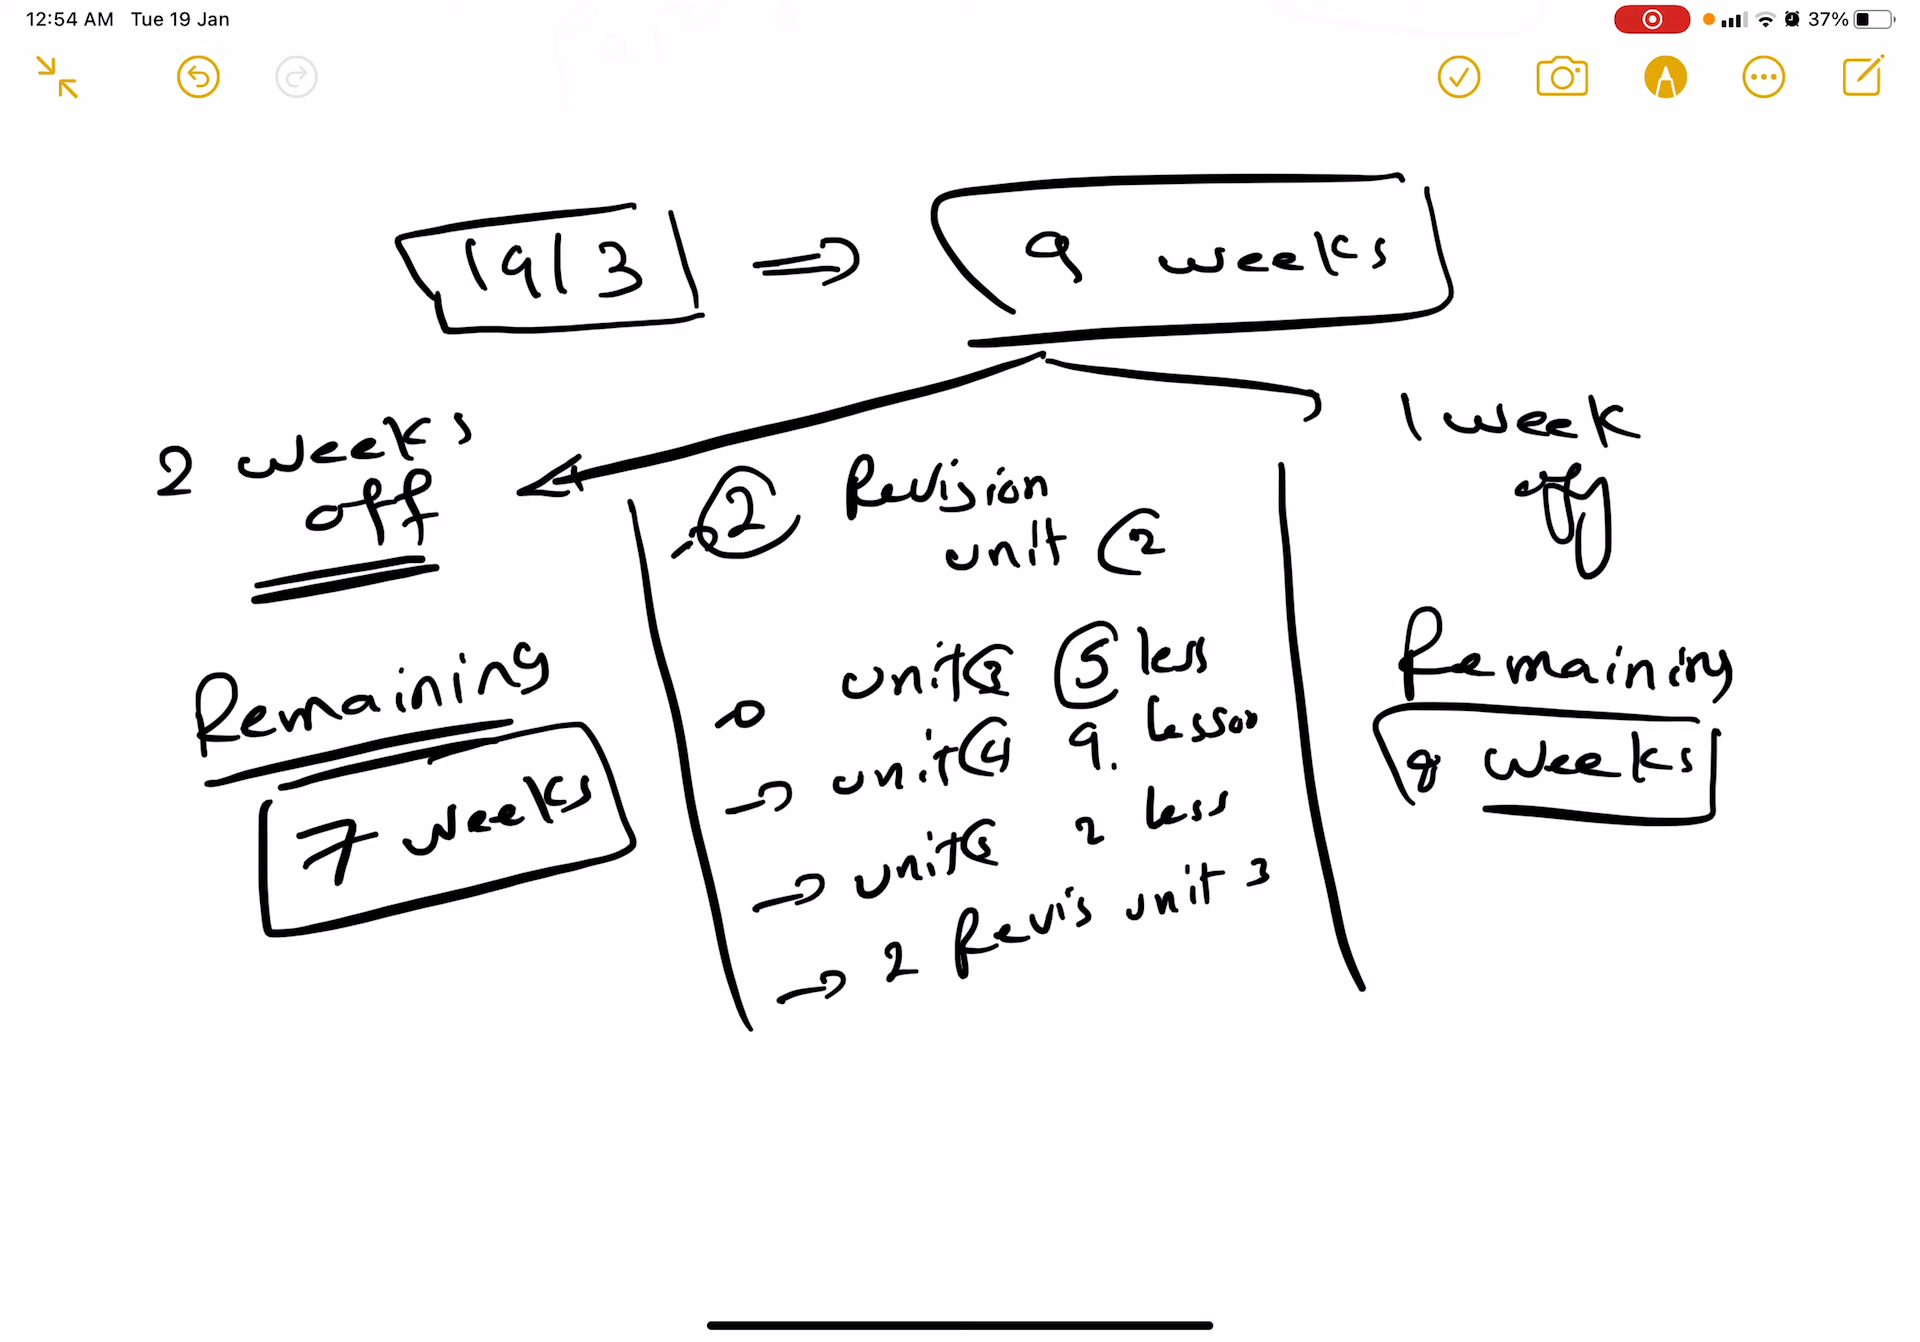 12:54 AM Tue 19 Jan
37%
19/3 ⇒ 9 weeks
2 weeks
off
1 week
off
2 Revision
unit 2
unit 3 5 less
unit 4 9. lesson
unit 5 2 less
2 Revis unit 3
Remaining
7 weeks
Remaining
8 weeks